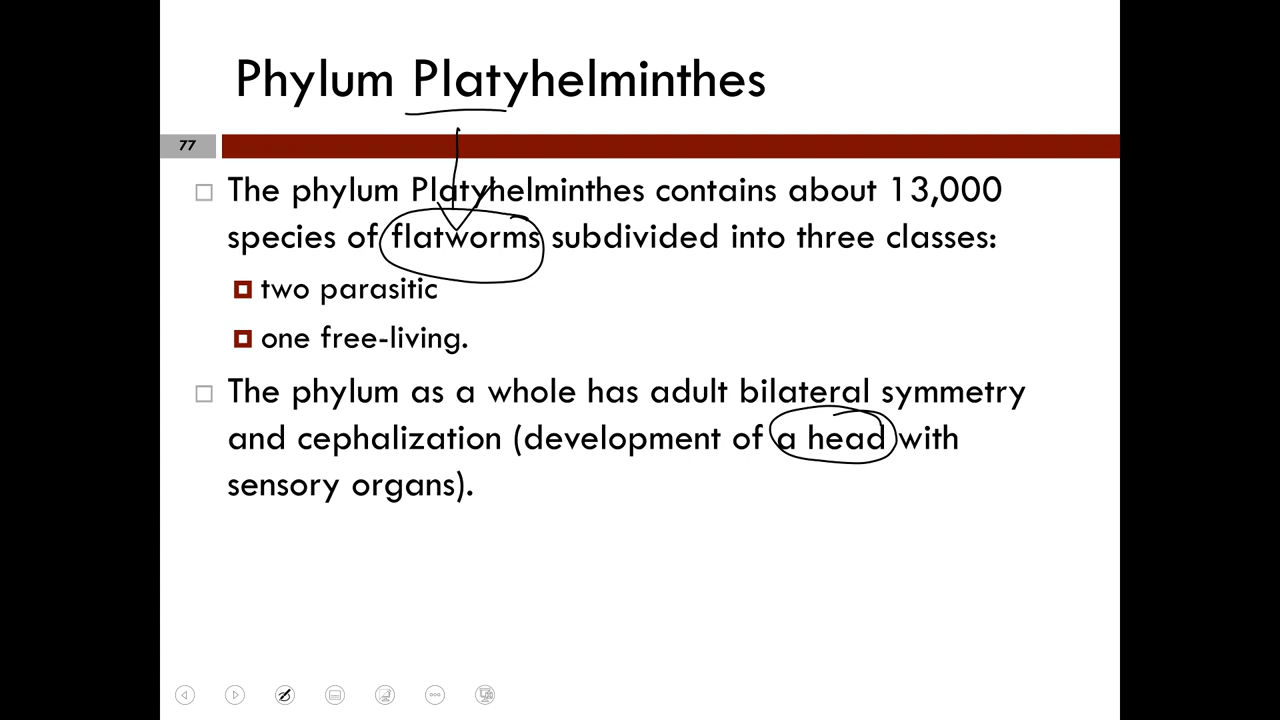 Phylum Platyhelminthes
77
The phylum Platyhelminthes contains about 13,000
species of flatworms subdivided into three classes:
two parasitic
one free-living.
The phylum as a whole has adult bilateral symmetry
and cephalization (development of a head with
sensory organs).